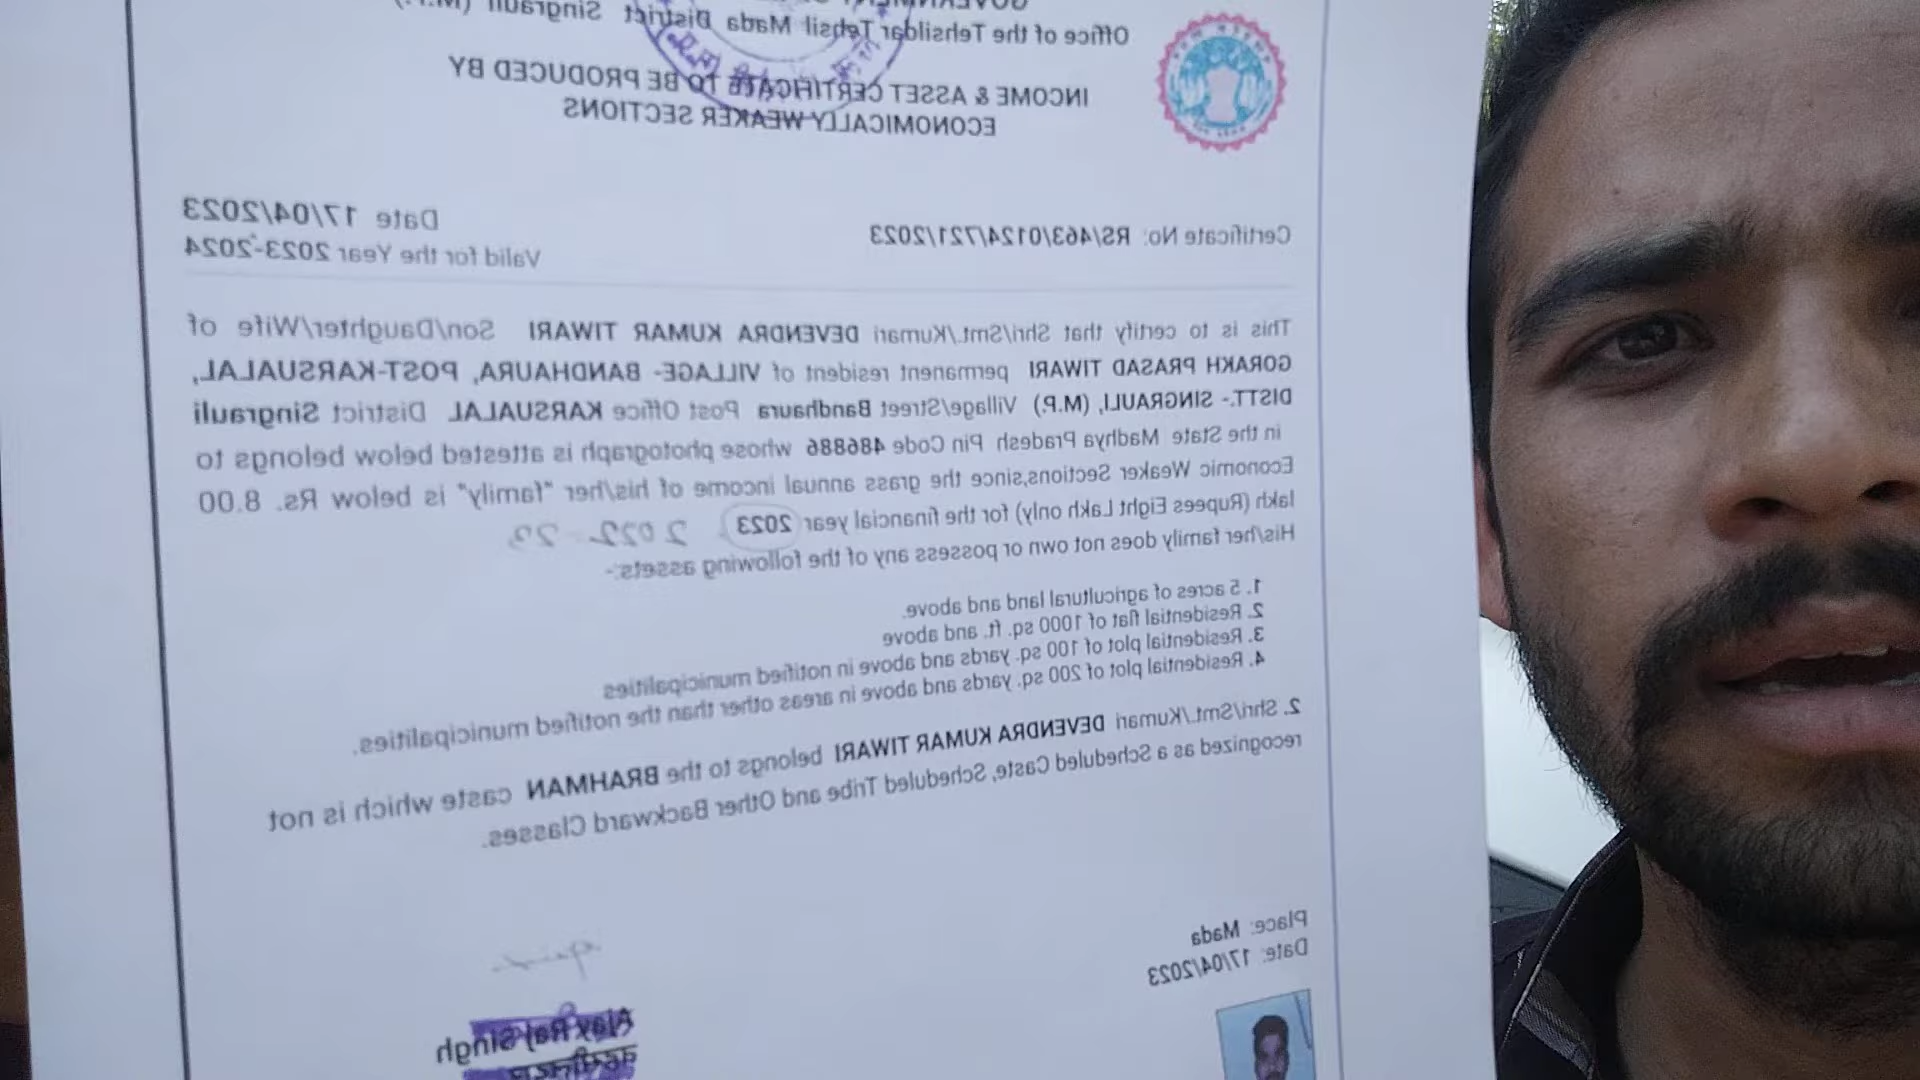 Office of the Tehsildar Tehsil Mada District Singrauli (M.P.)
INCOME & ASSET CERTIFICATE TO BE PRODUCED BY
ECONOMICALLY WEAKER SECTIONS
Certificate No: RS/463/0124/721/2023
Date 17/04/2023
Valid for the Year 2023-2024
This is to certify that Shri/Smt./Kumari DEVENDRA KUMAR TIWARI Son/Daughter/Wife of
GORAKH PRASAD TIWARI permanent resident of VILLAGE- BANDHAURA, POST-KARSUALAL,
DISTT.- SINGRAULI, (M.P.) Village/Street Bandhaura Post Office KARSUALAL District Singrauli
in the State Madhya Pradesh Pin Code 486886 whose photograph is attested below belongs to
Economic Weaker Sections,since the grass annual income of his/her "family" is below Rs. 8.00
lakh (Rupees Eight Lakh only) for the financial year 2023 2022-23
His/her family does not own or possess any of the following assets:-
1. 5 acres of agricultural land and above.
2. Residential flat of 1000 sq. ft. and above
3. Residential plot of 100 sq. yards and above in notified municipalities
4. Residential plot of 200 sq. yards and above in areas other than the notified municipalities.
2. Shri/Smt./Kumari DEVENDRA KUMAR TIWARI belongs to the BRAHMAN caste which is not
recognized as a Scheduled Caste, Scheduled Tribe and Other Backward Classes.
Place: Mada
Date: 17/04/2023
Ajay Raj Singh